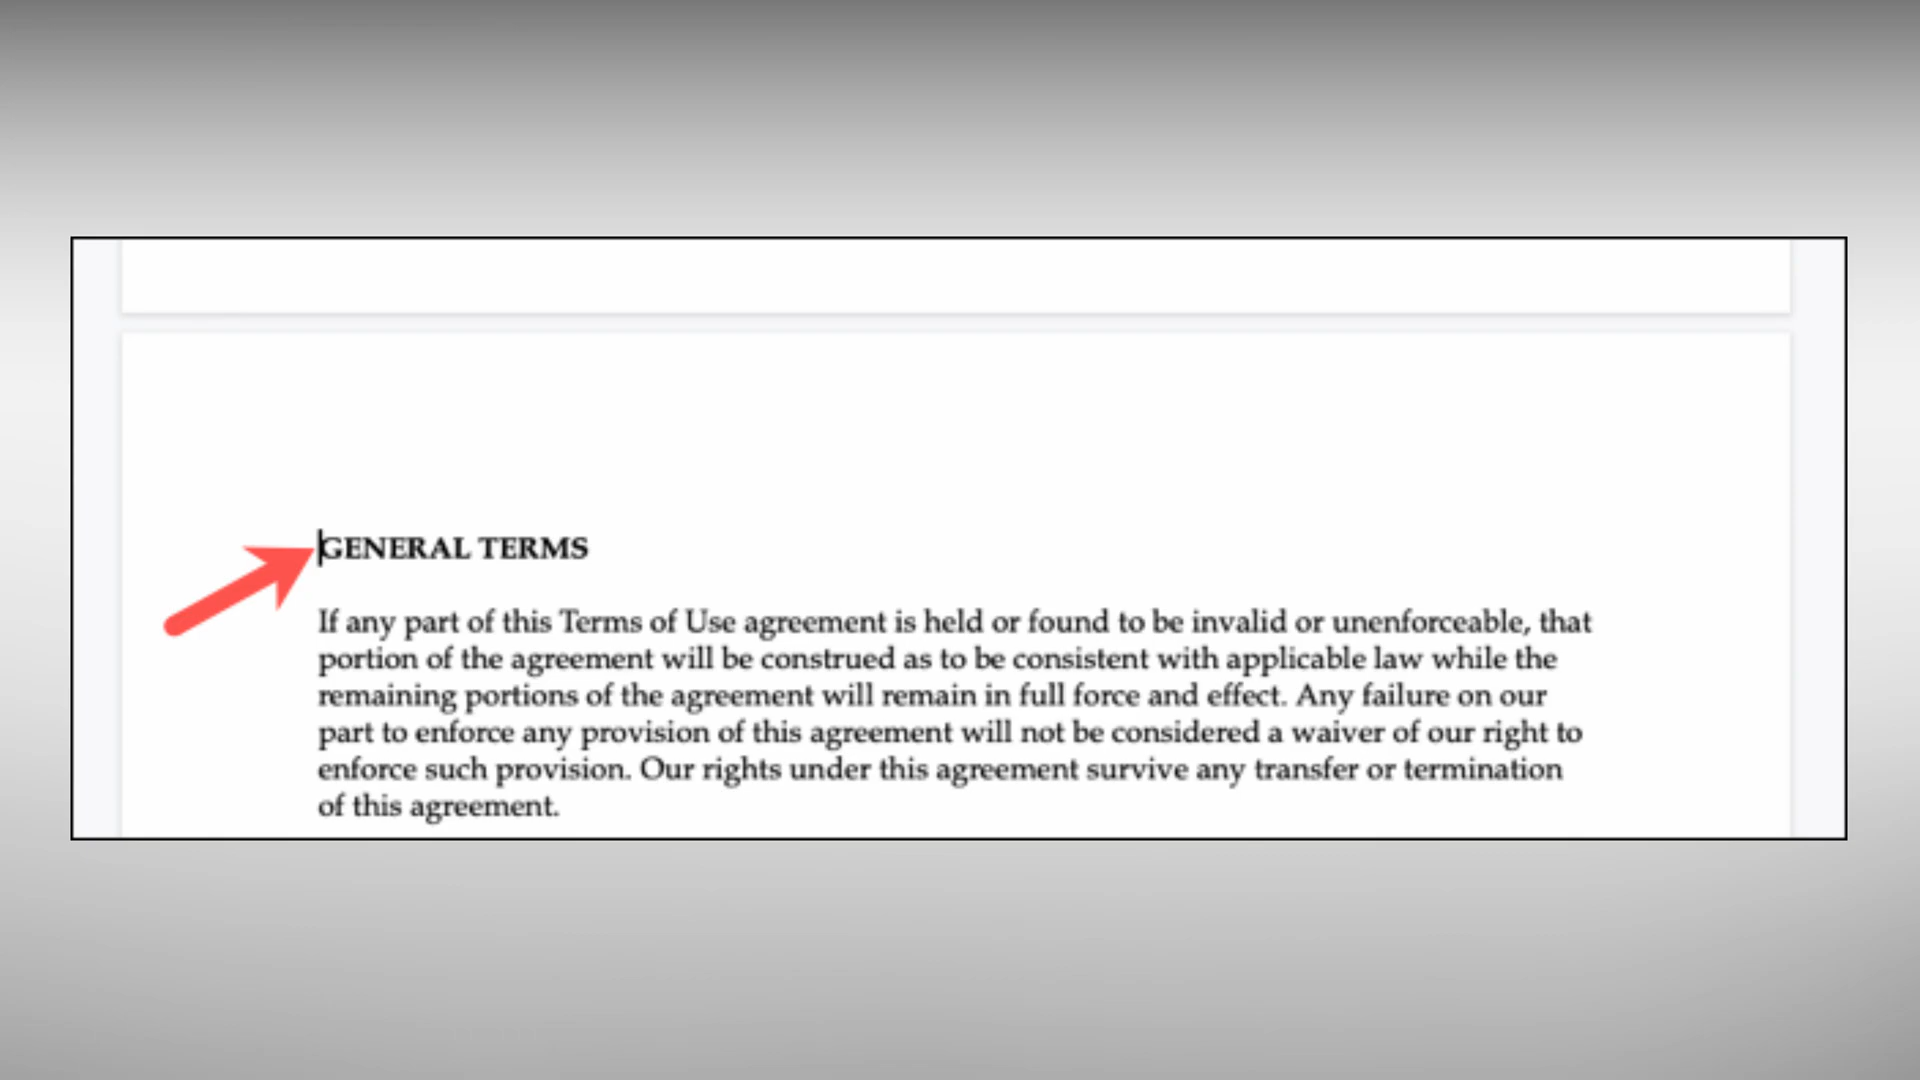 GENERAL TERMS
If any part of this Terms of Use agreement is held or found to be invalid or unenforceable, that
portion of the agreement will be construed as to be consistent with applicable law while the
remaining portions of the agreement will remain in full force and effect. Any failure on our
part to enforce any provision of this agreement will not be considered a waiver of our right to
enforce such provision. Our rights under this agreement survive any transfer or termination
of this agreement.